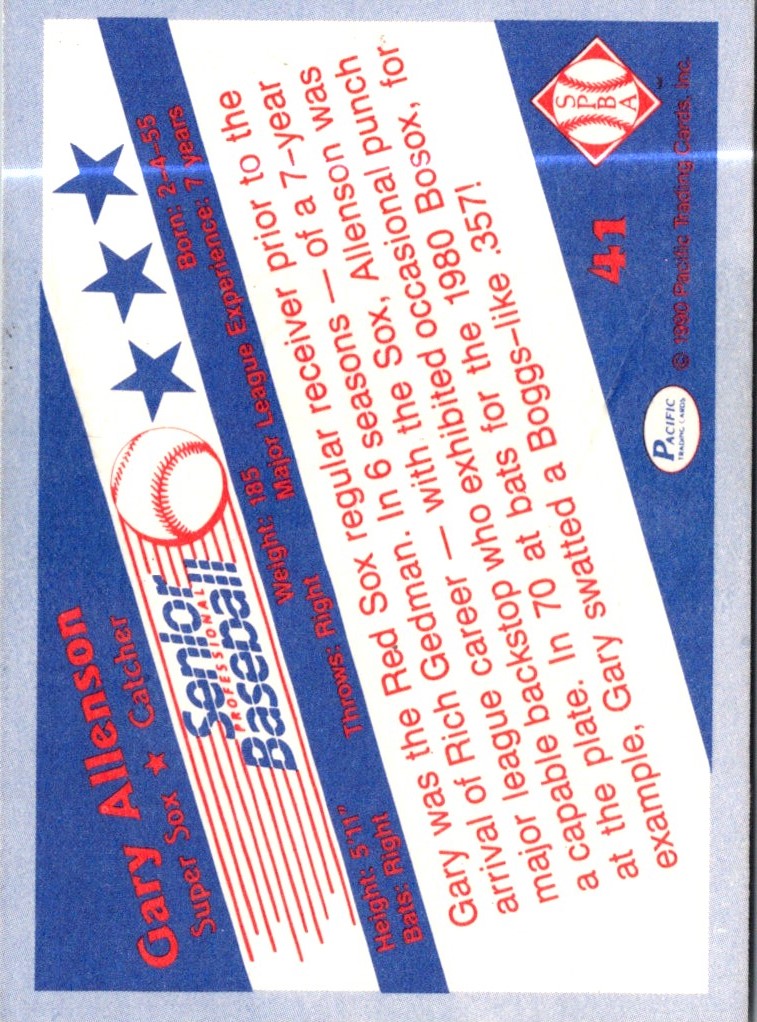 Gary Allenson
Super Sox ★ Catcher
Senior
PROFESSIONAL
Baseball
Height: 5'11" Weight: 185 Born: 2-4-55
Bats: Right Throws: Right Major League Experience: 7 years
Gary was the Red Sox regular receiver prior to the
arrival of Rich Gedman. In 6 seasons — of a 7-year
major league career — with the Sox, Allenson was
a capable backstop who exhibited occasional punch
at the plate. In 70 at bats for the 1980 Bosox, for
example, Gary swatted a Boggs-like .357!
PACIFIC
TRADING CARDS
© 1990 Pacific Trading Cards, Inc.
41
S
P B
B
A